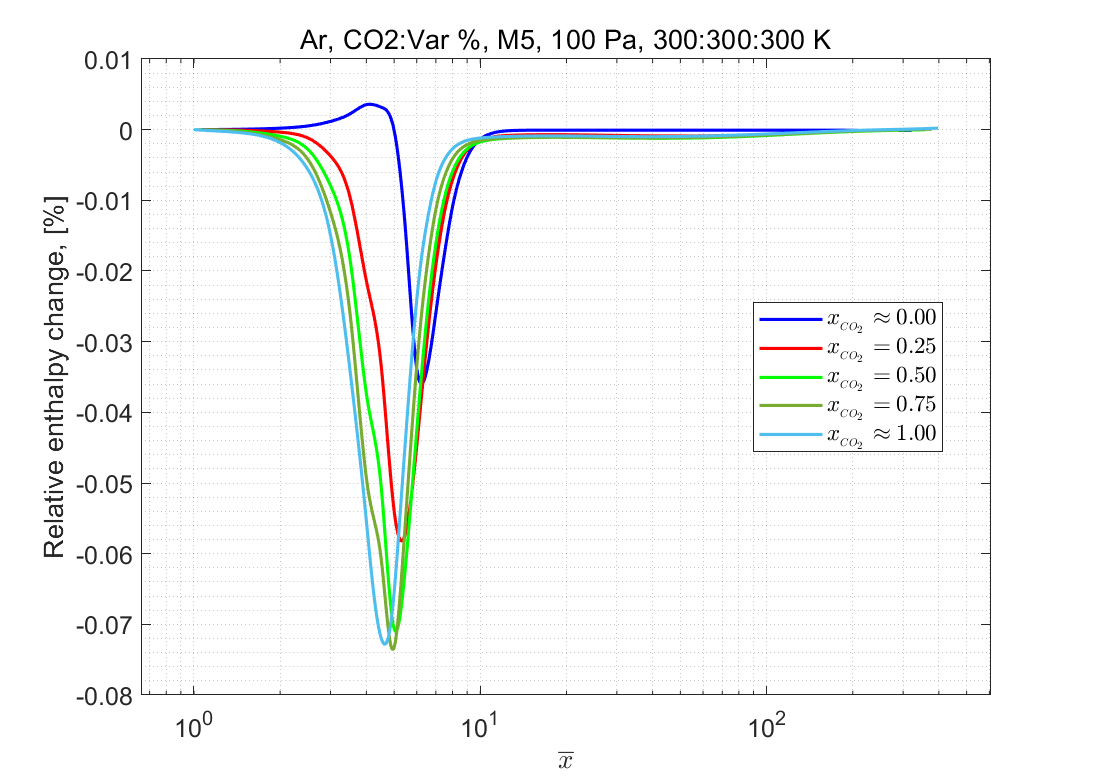 Ar, CO2:Var %, M5, 100 Pa, 300:300:300 K
Relative enthalpy change, [%]
0.01
0
-0.01
-0.02
-0.03
-0.04
-0.05
-0.06
-0.07
-0.08
x_{CO_2} ≈ 0.00
x_{CO_2} = 0.25
x_{CO_2} = 0.50
x_{CO_2} = 0.75
x_{CO_2} ≈ 1.00
10^0 10^1 10^2
x̅